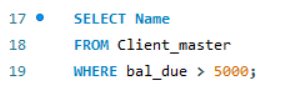 17 SELECT Name
18 FROM Client_master
19 WHERE bal_due > 5000;